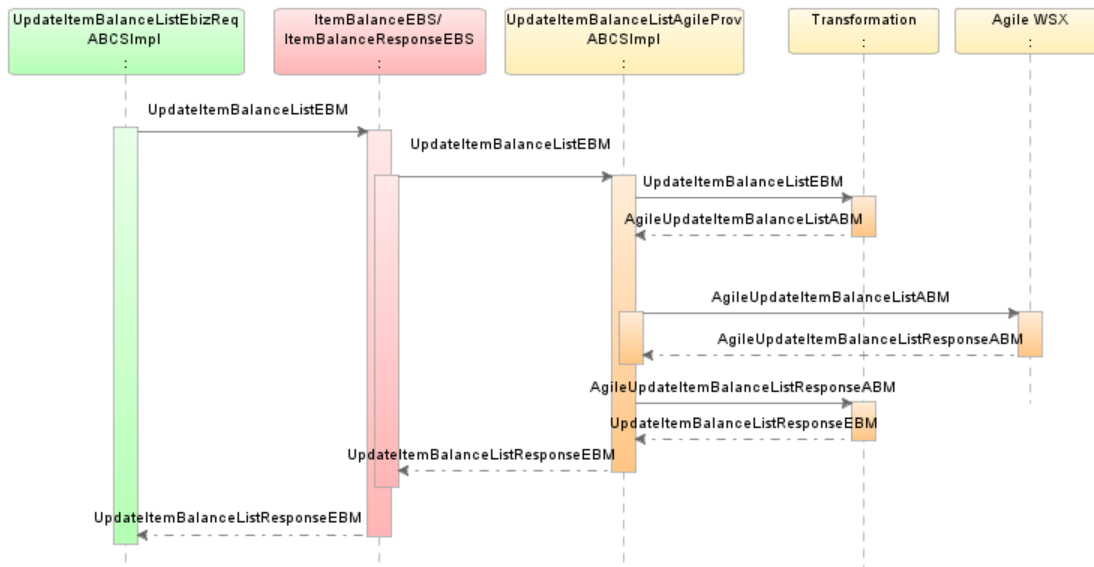 UpdateItemBalanceListEbizReq
ABCSImpl
:
ItemBalanceEBS/
ItemBalanceResponseEBS
:
UpdateItemBalanceListAgileProv
ABCSImpl
:
Transformation
:
Agile WSX
:
UpdateItemBalanceListEBM
UpdateItemBalanceListEBM
UpdateItemBalanceListEBM
AgileUpdateItemBalanceListABM
AgileUpdateItemBalanceListABM
AgileUpdateItemBalanceListResponseABM
AgileUpdateItemBalanceListResponseABM
UpdateItemBalanceListResponseEBM
UpdateItemBalanceListResponseEBM
UpdateItemBalanceListResponseEBM